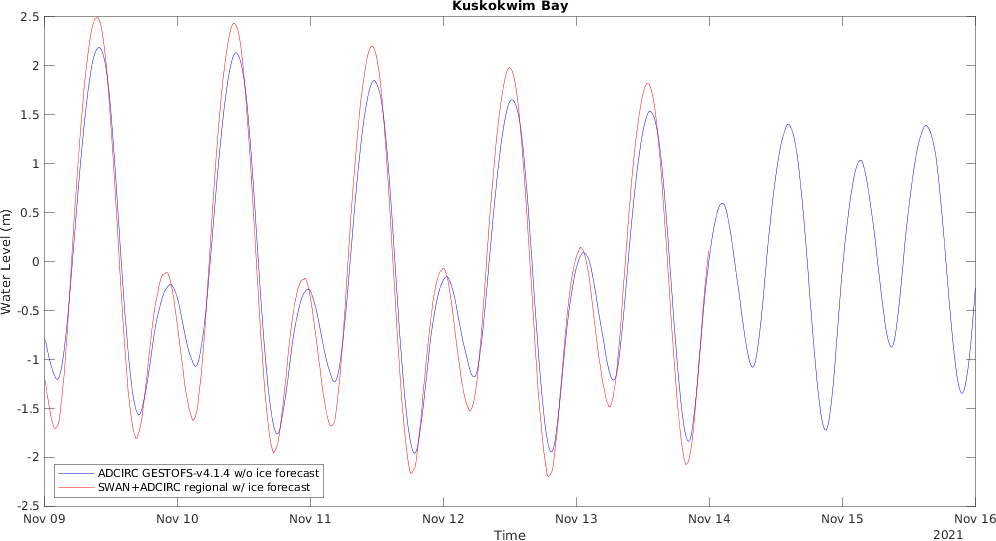 Kuskokwim Bay
2.5
2
1.5
1
0.5
0
-0.5
-1
-1.5
-2
-2.5
Water Level (m)
ADCIRC GESTOFS-v4.1.4 w/o ice forecast
SWAN+ADCIRC regional w/ ice forecast
Nov 09 Nov 10 Nov 11 Nov 12 Nov 13 Nov 14 Nov 15 Nov 16
Time
2021